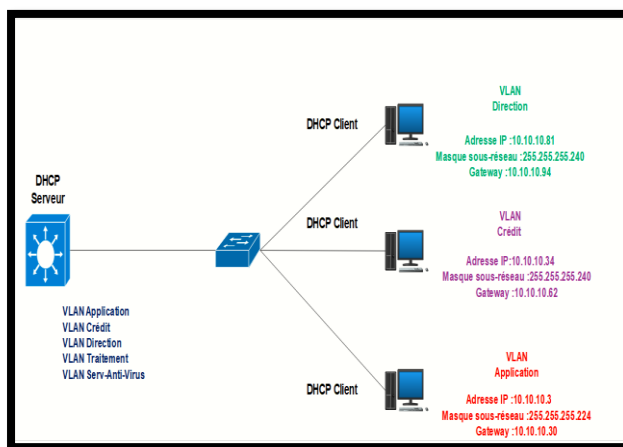 VLAN
Direction
DHCP Client
Adresse IP :10.10.10.81
Masque sous-réseau :255.255.255.240
Gateway :10.10.10.94
DHCP
Serveur
DHCP Client
VLAN
Crédit
Adresse IP:10.10.10.34
Masque sous-réseau :255.255.255.240
Gateway :10.10.10.62
VLAN Application
VLAN Crédit
VLAN Direction
VLAN Traitement
VLAN Serv-Anti-Virus
VLAN
Application
DHCP Client
Adresse IP :10.10.10.3
Masque sous-réseau :255.255.255.224
Gateway :10.10.10.30